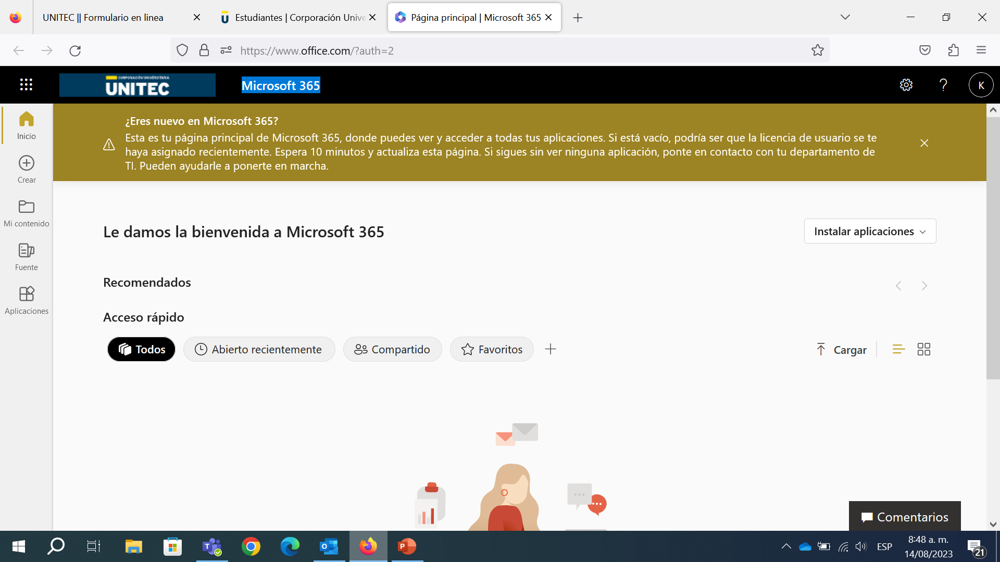 UNITEC || Formulario en linea
Estudiantes | Corporación Unive
Página principal | Microsoft 365
https://www.office.com/?auth=2
CORPORACIÓN UNIVERSITARIA
UNITEC
Microsoft 365
K
¿Eres nuevo en Microsoft 365?
Esta es tu página principal de Microsoft 365, donde puedes ver y acceder a todas tus aplicaciones. Si está vacío, podría ser que la licencia de usuario se te
haya asignado recientemente. Espera 10 minutos y actualiza esta página. Si sigues sin ver ninguna aplicación, ponte en contacto con tu departamento de
TI. Pueden ayudarle a ponerte en marcha.
Inicio
Crear
Mi contenido
Fuente
Aplicaciones
Le damos la bienvenida a Microsoft 365
Instalar aplicaciones
Recomendados
Acceso rápido
Todos
Abierto recientemente
Compartido
Favoritos
Cargar
Comentarios
ESP
8:48 a. m.
14/08/2023
21